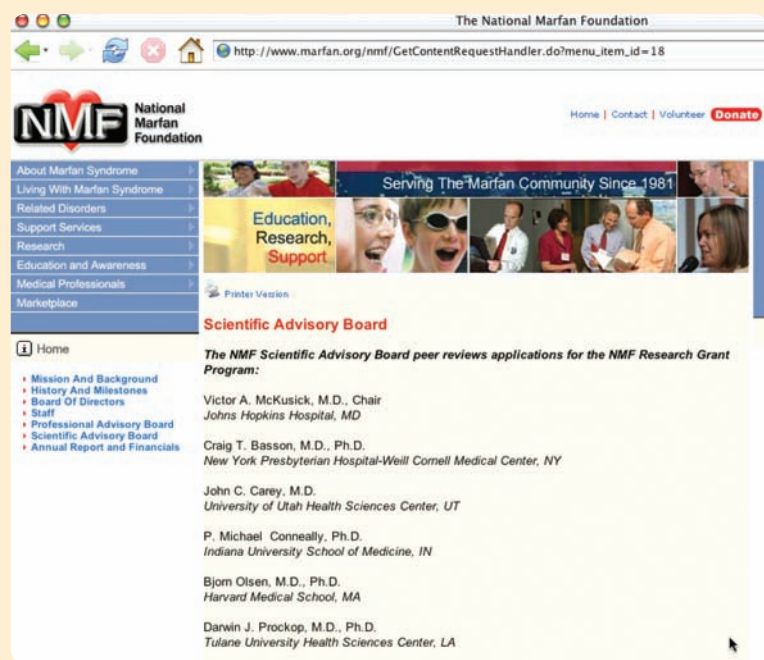 The National Marfan Foundation
http://www.marfan.org/nmf/GetContentRequestHandler.do?menu_item_id=18
NMF National
Marfan
Foundation
Home | Contact | Volunteer Donate
About Marfan Syndrome
Living With Marfan Syndrome
Related Disorders
Support Services
Research
Education and Awareness
Medical Professionals
Marketplace
Serving The Marfan Community Since 1981
Education,
Research,
Support
Printer Version
Scientific Advisory Board
i Home
Mission And Background
History And Milestones
Board Of Directors
Staff
Professional Advisory Board
Scientific Advisory Board
Annual Report and Financials
The NMF Scientific Advisory Board peer reviews applications for the NMF Research Grant
Program:
Victor A. McKusick, M.D., Chair
Johns Hopkins Hospital, MD
Craig T. Basson, M.D., Ph.D.
New York Presbyterian Hospital-Weill Cornell Medical Center, NY
John C. Carey, M.D.
University of Utah Health Sciences Center, UT
P. Michael Conneally, Ph.D.
Indiana University School of Medicine, IN
Bjorn Olsen, M.D., Ph.D.
Harvard Medical School, MA
Darwin J. Prockop, M.D., Ph.D.
Tulane University Health Sciences Center, LA